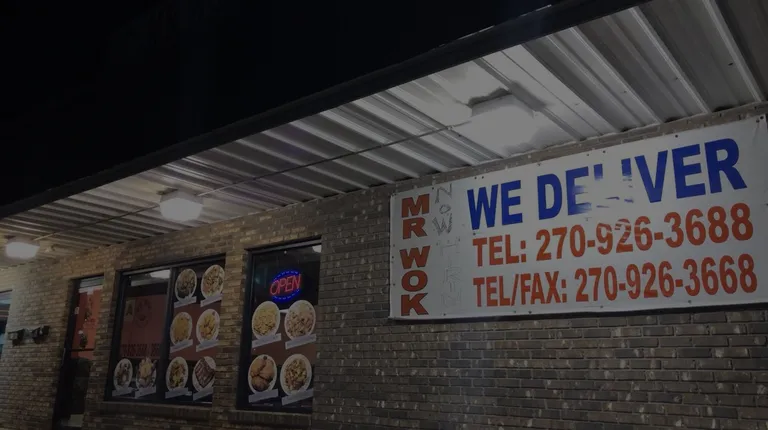 MR WOK
NOW
WE DELIVER
TEL: 270-926-3688
TEL/FAX: 270-926-3668
OPEN